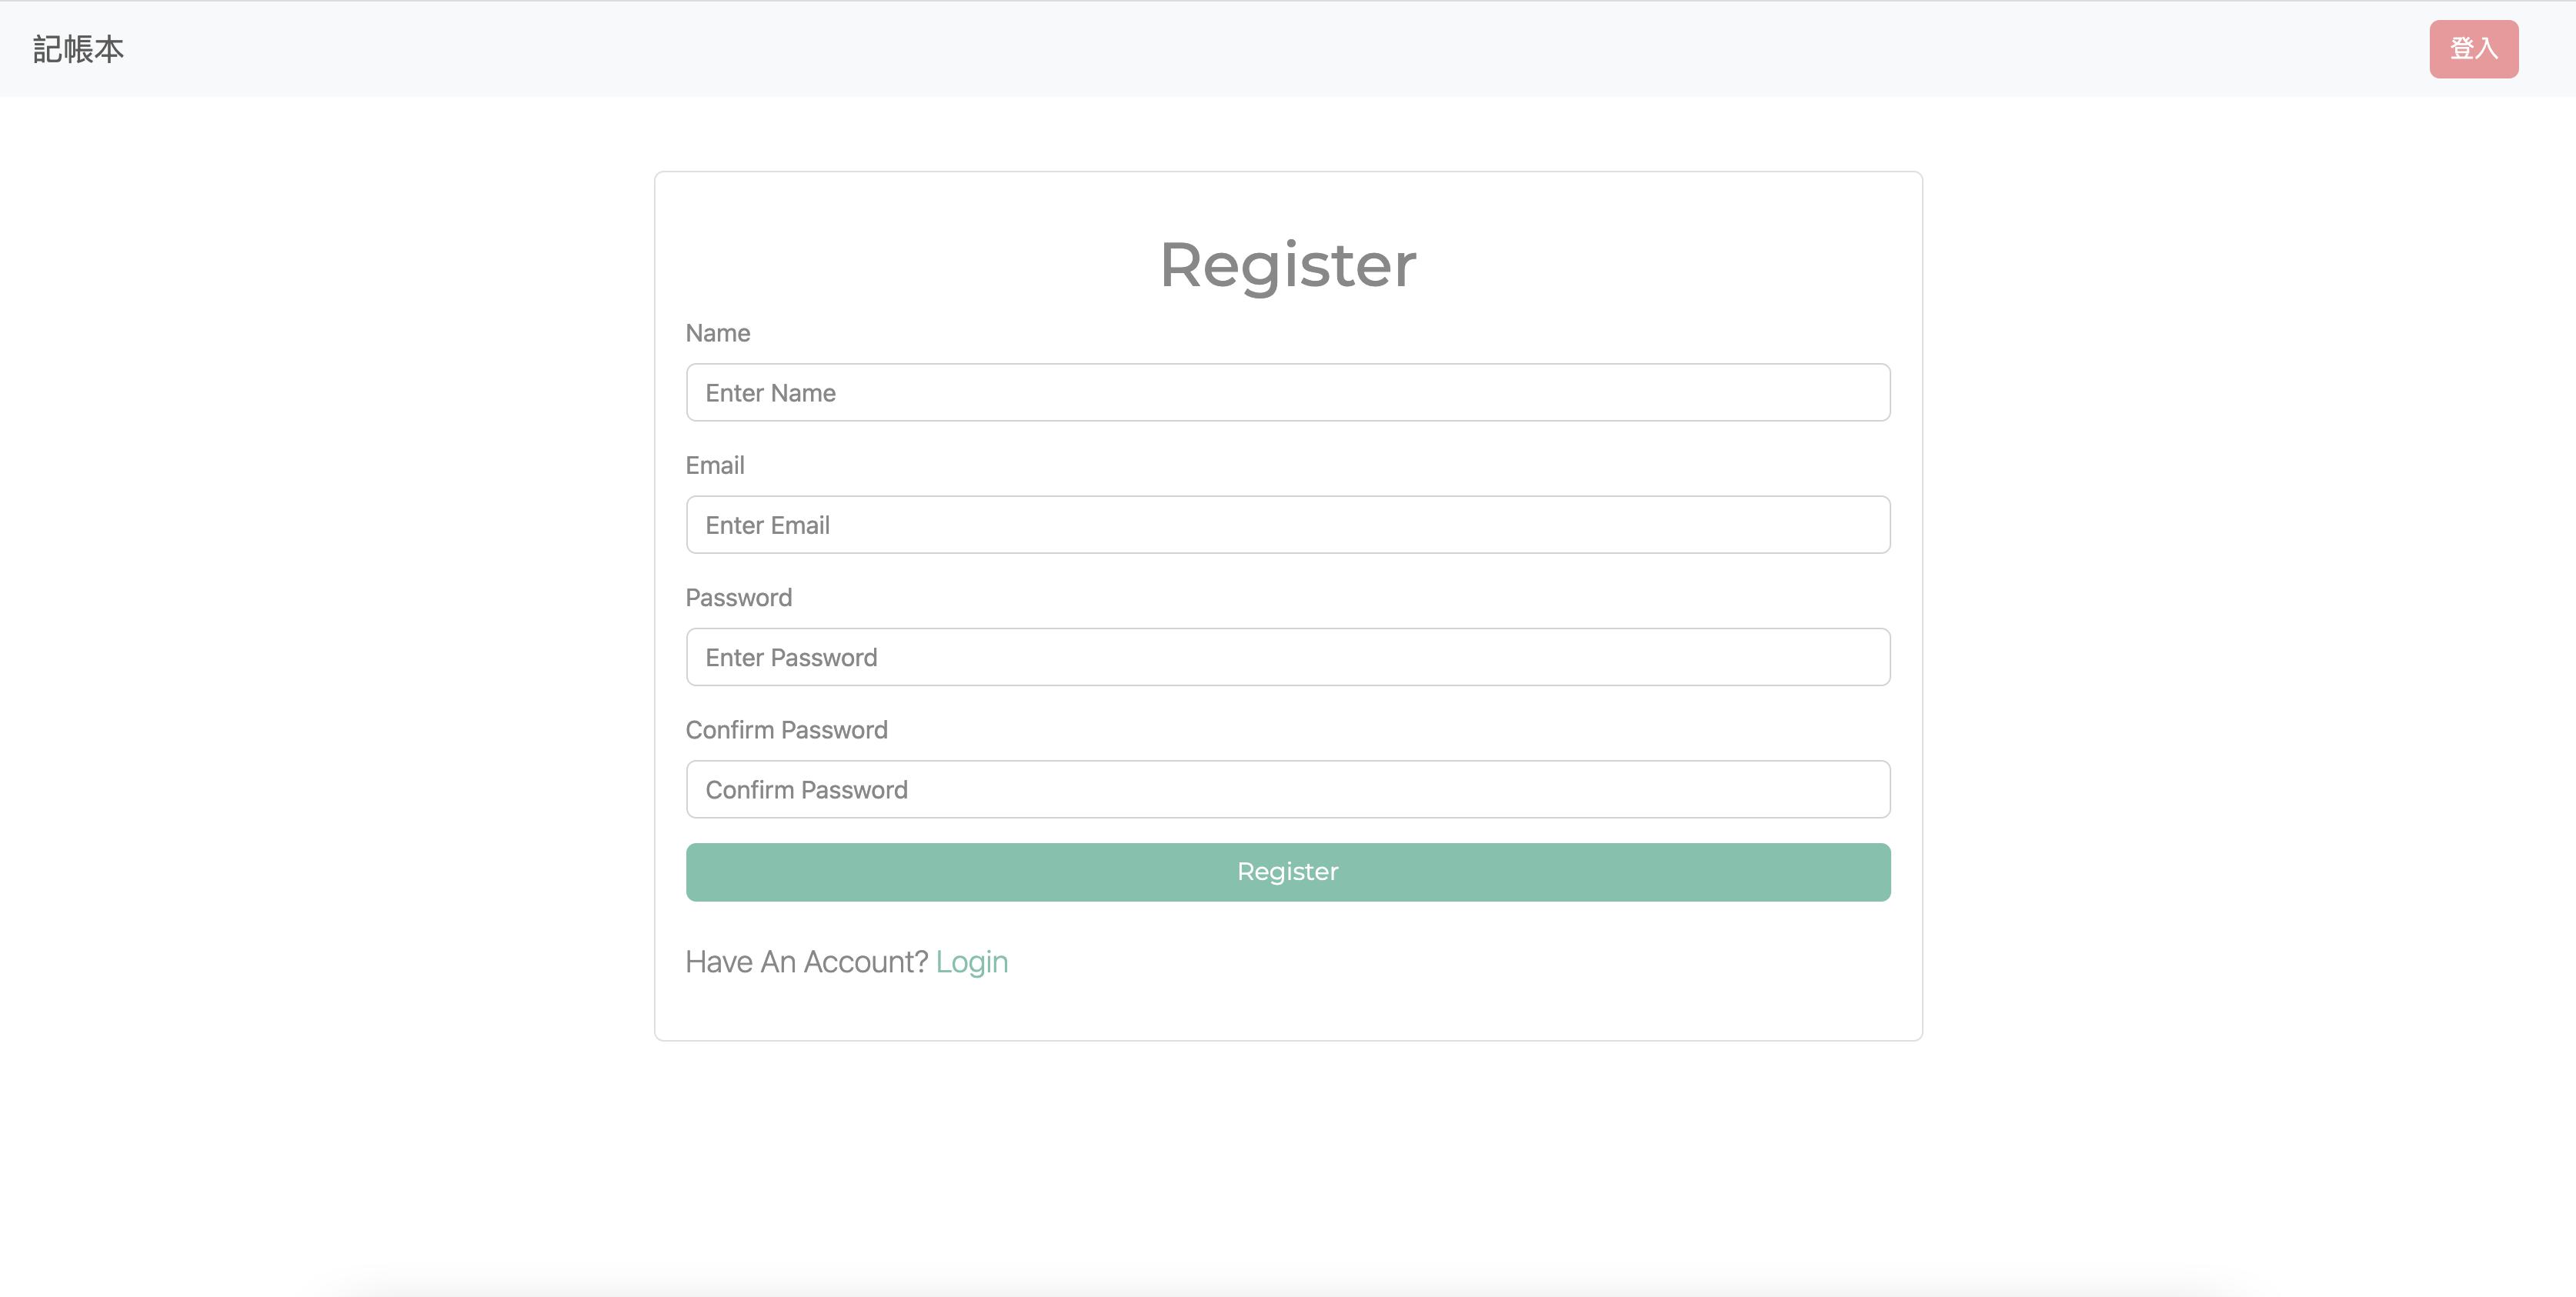 記帳本
登入
Register
Name
Enter Name
Email
Enter Email
Password
Enter Password
Confirm Password
Confirm Password
Register
Have An Account? Login